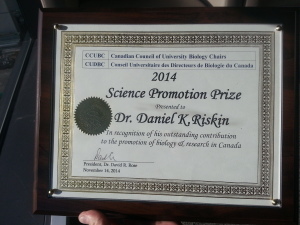 CCUBC Canadian Council of University Biology Chairs
CUDBC Conseil Universitaires des Directeurs de Biologie du Canada
2014
Science Promotion Prize
Presented to
Dr. Daniel K. Riskin
In recognition of his outstanding contribution
to the promotion of biology & research in Canada
President, Dr. David R. Rose
November 14, 2014